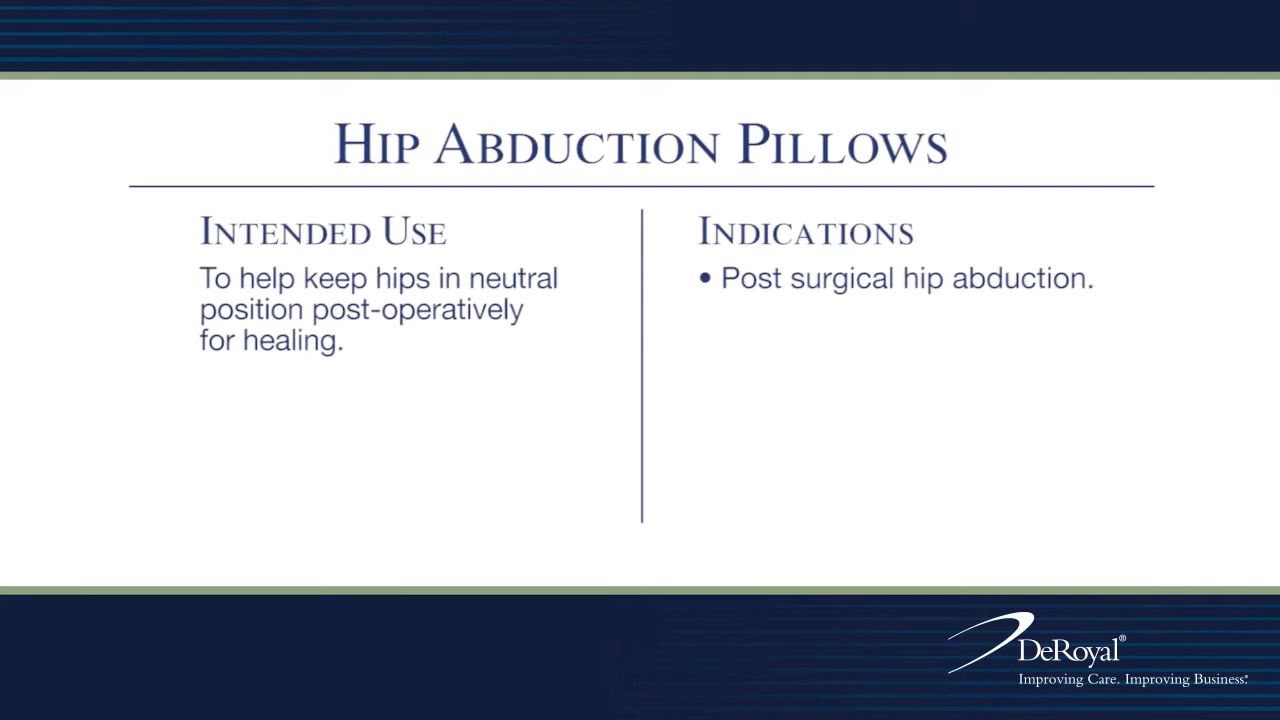 HIP ABDUCTION PILLOWS
INTENDED USE
To help keep hips in neutral
position post-operatively
for healing.
INDICATIONS
• Post surgical hip abduction.
DeRoyal®
Improving Care. Improving Business.®